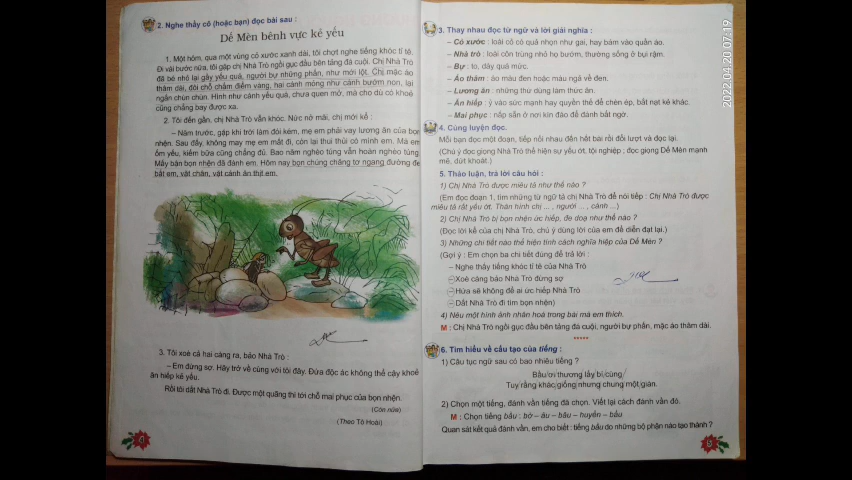 2. Nghe thầy cô (hoặc bạn) đọc bài sau :
Dế Mèn bênh vực kẻ yếu
1. Một hôm, qua một vùng cỏ xước xanh dài, tôi chợt nghe tiếng khóc tỉ tê.
Đi vài bước nữa, tôi gặp chị Nhà Trò ngồi gục đầu bên tảng đá cuội. Chị Nhà Trò
đã bé nhỏ lại gầy yếu quá, người bự những phấn, như mới lột. Chị mặc áo
thâm dài, đôi chỗ chấm điểm vàng, hai cánh mỏng như cánh bướm non, lại
ngắn chùn chùn. Hình như cánh yếu quá, chưa quen mở, mà cho dù có khoẻ
cũng chẳng bay được xa.
2. Tôi đến gần, chị Nhà Trò vẫn khóc. Nức nở mãi, chị mới kể :
– Năm trước, gặp khi trời làm đói kém, mẹ em phải vay lương ăn của bọn
nhện. Sau đấy, không may mẹ em mất đi, còn lại thui thủi có mình em. Mà em
ốm yếu, kiếm bữa cũng chẳng đủ. Bao năm nghèo túng vẫn hoàn nghèo túng.
Mấy bận bọn nhện đã đánh em. Hôm nay bọn chúng chăng tơ ngang đường đe
bắt em, vặt chân, vặt cánh ăn thịt em.
3. Tôi xoè cả hai càng ra, bảo Nhà Trò :
– Em đừng sợ. Hãy trở về cùng với tôi đây. Đứa độc ác không thể cậy khoẻ
ăn hiếp kẻ yếu.
Rồi tôi dắt Nhà Trò đi. Được một quãng thì tới chỗ mai phục của bọn nhện.
(Còn nữa)
(Theo Tô Hoài)
3. Thay nhau đọc từ ngữ và lời giải nghĩa :
– Cỏ xước : loài cỏ có quả nhọn như gai, hay bám vào quần áo.
– Nhà trò : loài côn trùng nhỏ họ bướm, thường sống ở bụi rậm.
– Bự : to, dày quá mức.
– Áo thâm : áo màu đen hoặc màu ngả về đen.
– Lương ăn : những thứ dùng làm thức ăn.
– Ăn hiếp : ỷ vào sức mạnh hay quyền thế để chèn ép, bắt nạt kẻ khác.
– Mai phục : nấp sẵn ở nơi kín đáo để đánh bất ngờ.
4. Cùng luyện đọc.
Mỗi bạn đọc một đoạn, tiếp nối nhau đến hết bài rồi đổi lượt và đọc lại.
(Chú ý đọc giọng Nhà Trò thể hiện sự yếu ớt, tội nghiệp ; đọc giọng Dế Mèn mạnh
mẽ, dứt khoát.)
5. Thảo luận, trả lời câu hỏi :
1) Chị Nhà Trò được miêu tả như thế nào ?
(Em đọc đoạn 1, tìm những từ ngữ tả chị Nhà Trò để nói tiếp : Chị Nhà Trò được
miêu tả rất yếu ớt. Thân hình chị ... , người ... , cánh ...)
2) Chị Nhà Trò bị bọn nhện ức hiếp, đe doạ như thế nào ?
(Đọc lời kể của chị Nhà Trò, chú ý dùng lời của em để diễn đạt lại.)
3) Những chi tiết nào thể hiện tính cách nghĩa hiệp của Dế Mèn ?
(Gợi ý : Em chọn ba chi tiết đúng để trả lời :
– Nghe thấy tiếng khóc tỉ tê của Nhà Trò
– Xoè càng bảo Nhà Trò đừng sợ
– Hứa sẽ không để ai ức hiếp Nhà Trò
– Dắt Nhà Trò đi tìm bọn nhện)
4) Nêu một hình ảnh nhân hoá trong bài mà em thích.
M : Chị Nhà Trò ngồi gục đầu bên tảng đá cuội, người bự phấn, mặc áo thâm dài.
6. Tìm hiểu về cấu tạo của tiếng :
1) Câu tục ngữ sau có bao nhiêu tiếng ?
Bầu ơi thương lấy bí cùng
Tuy rằng khác giống nhưng chung một giàn.
2) Chọn một tiếng, đánh vần tiếng đã chọn. Viết lại cách đánh vần đó.
M : Chọn tiếng bầu : bờ – âu – bâu – huyền – bầu
Quan sát kết quả đánh vần, em cho biết : tiếng bầu do những bộ phận nào tạo thành ?
2022.04.20 07:19